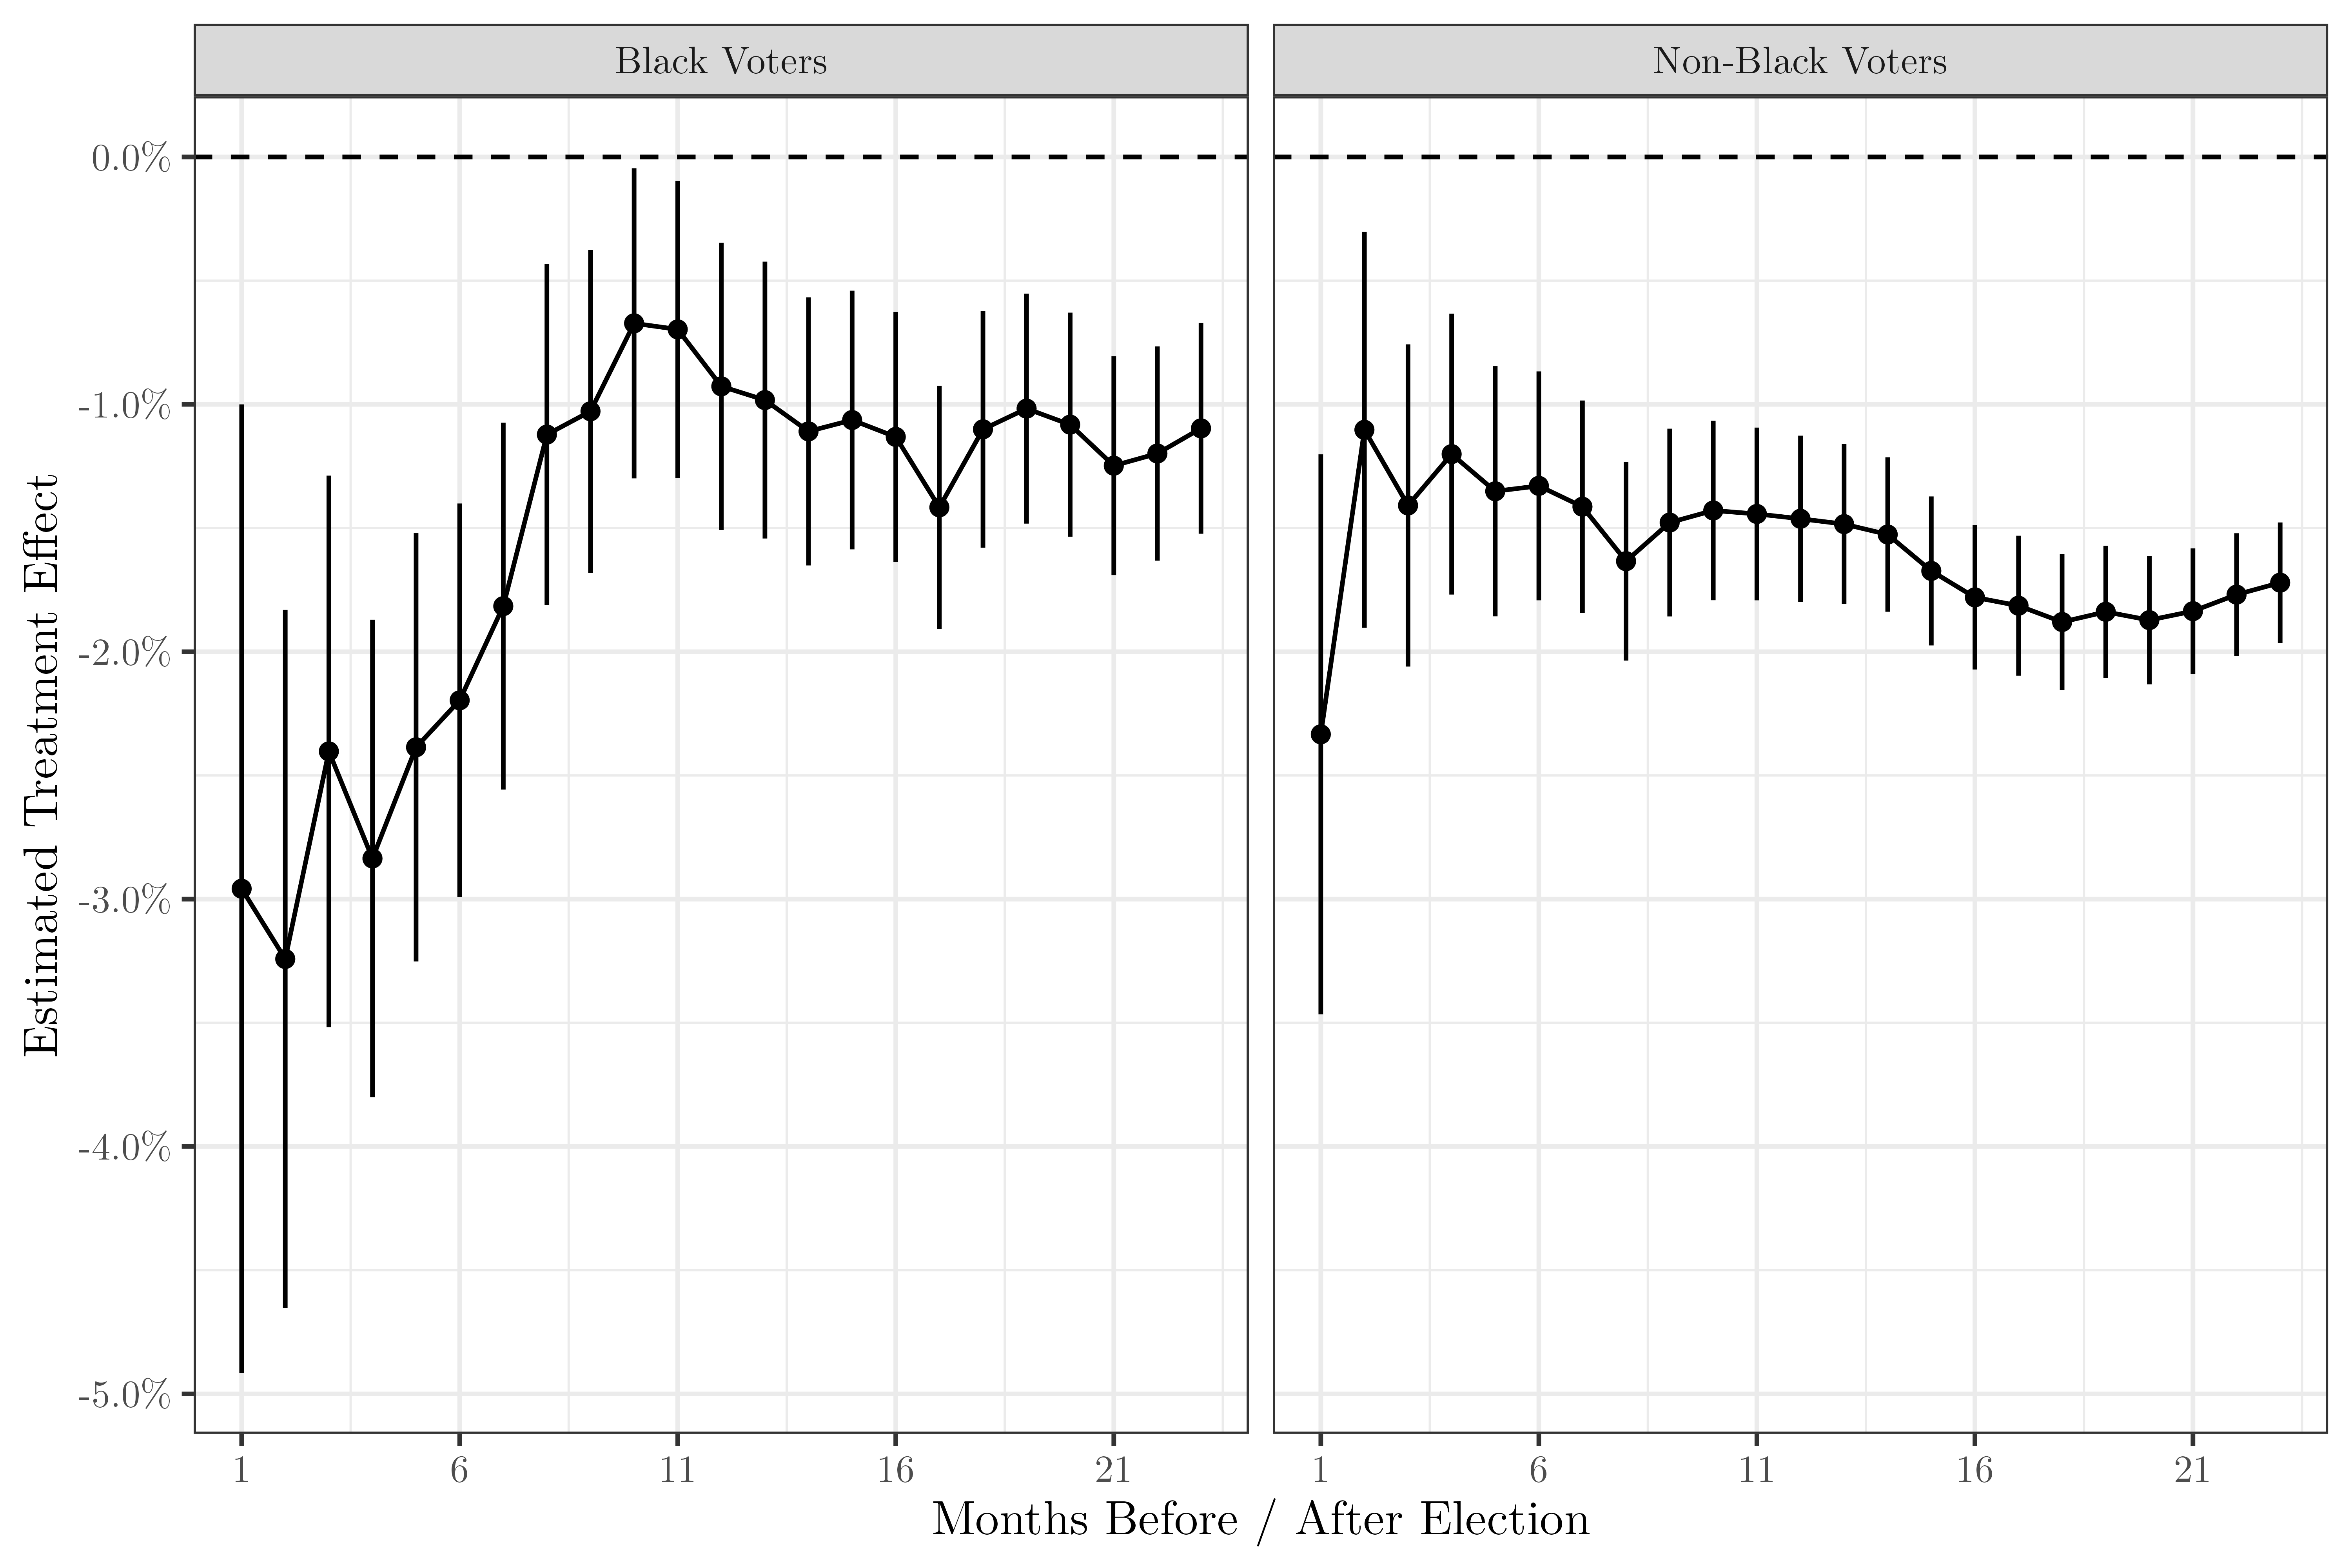 Black Voters
Non-Black Voters
Estimated Treatment Effect
0.0%
-1.0%
-2.0%
-3.0%
-4.0%
-5.0%
1 6 11 16 21
1 6 11 16 21
Months Before / After Election